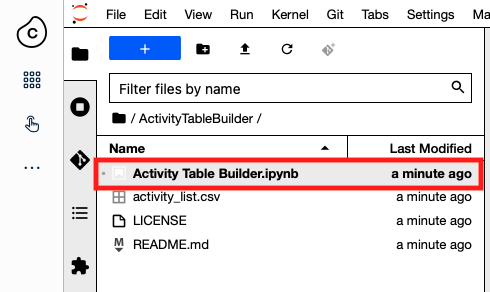 C
File Edit View Run Kernel Git Tabs Settings
Filter files by name
/ ActivityTableBuilder /
Name Last Modified
Activity Table Builder.ipynb a minute ago
activity_list.csv a minute ago
LICENSE a minute ago
M README.md a minute ago